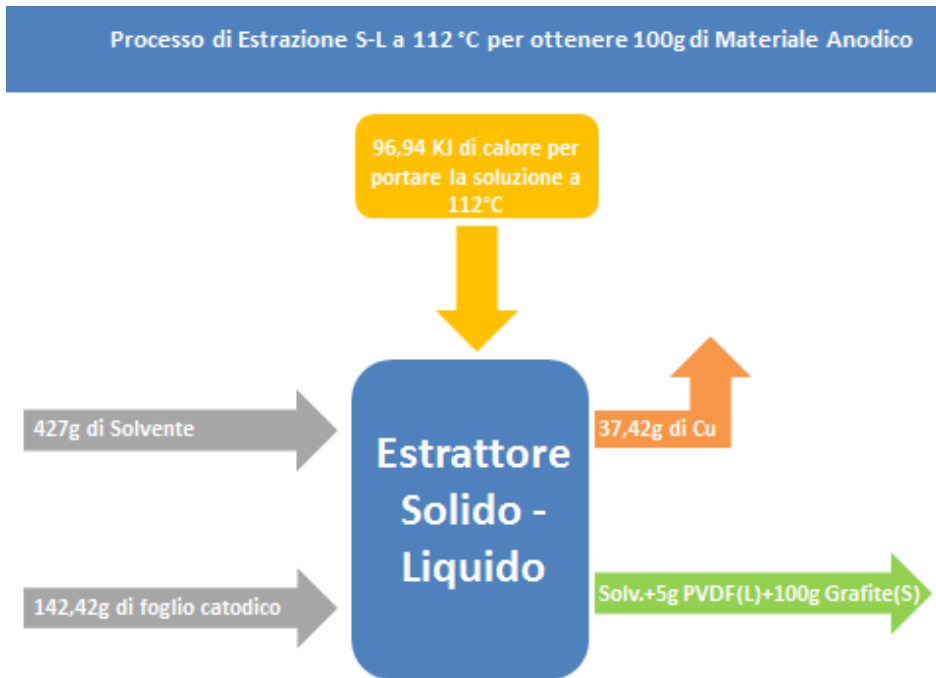 Processo di Estrazione S-L a 112 °C per ottenere 100g di Materiale Anodico
96,94 KJ di calore per
portare la soluzione a
112°C
427g di Solvente
37,42g di Cu
Estrattore
Solido -
Liquido
142,42g di foglio catodico
Solv.+5g PVDF(L)+100g Grafite(S)